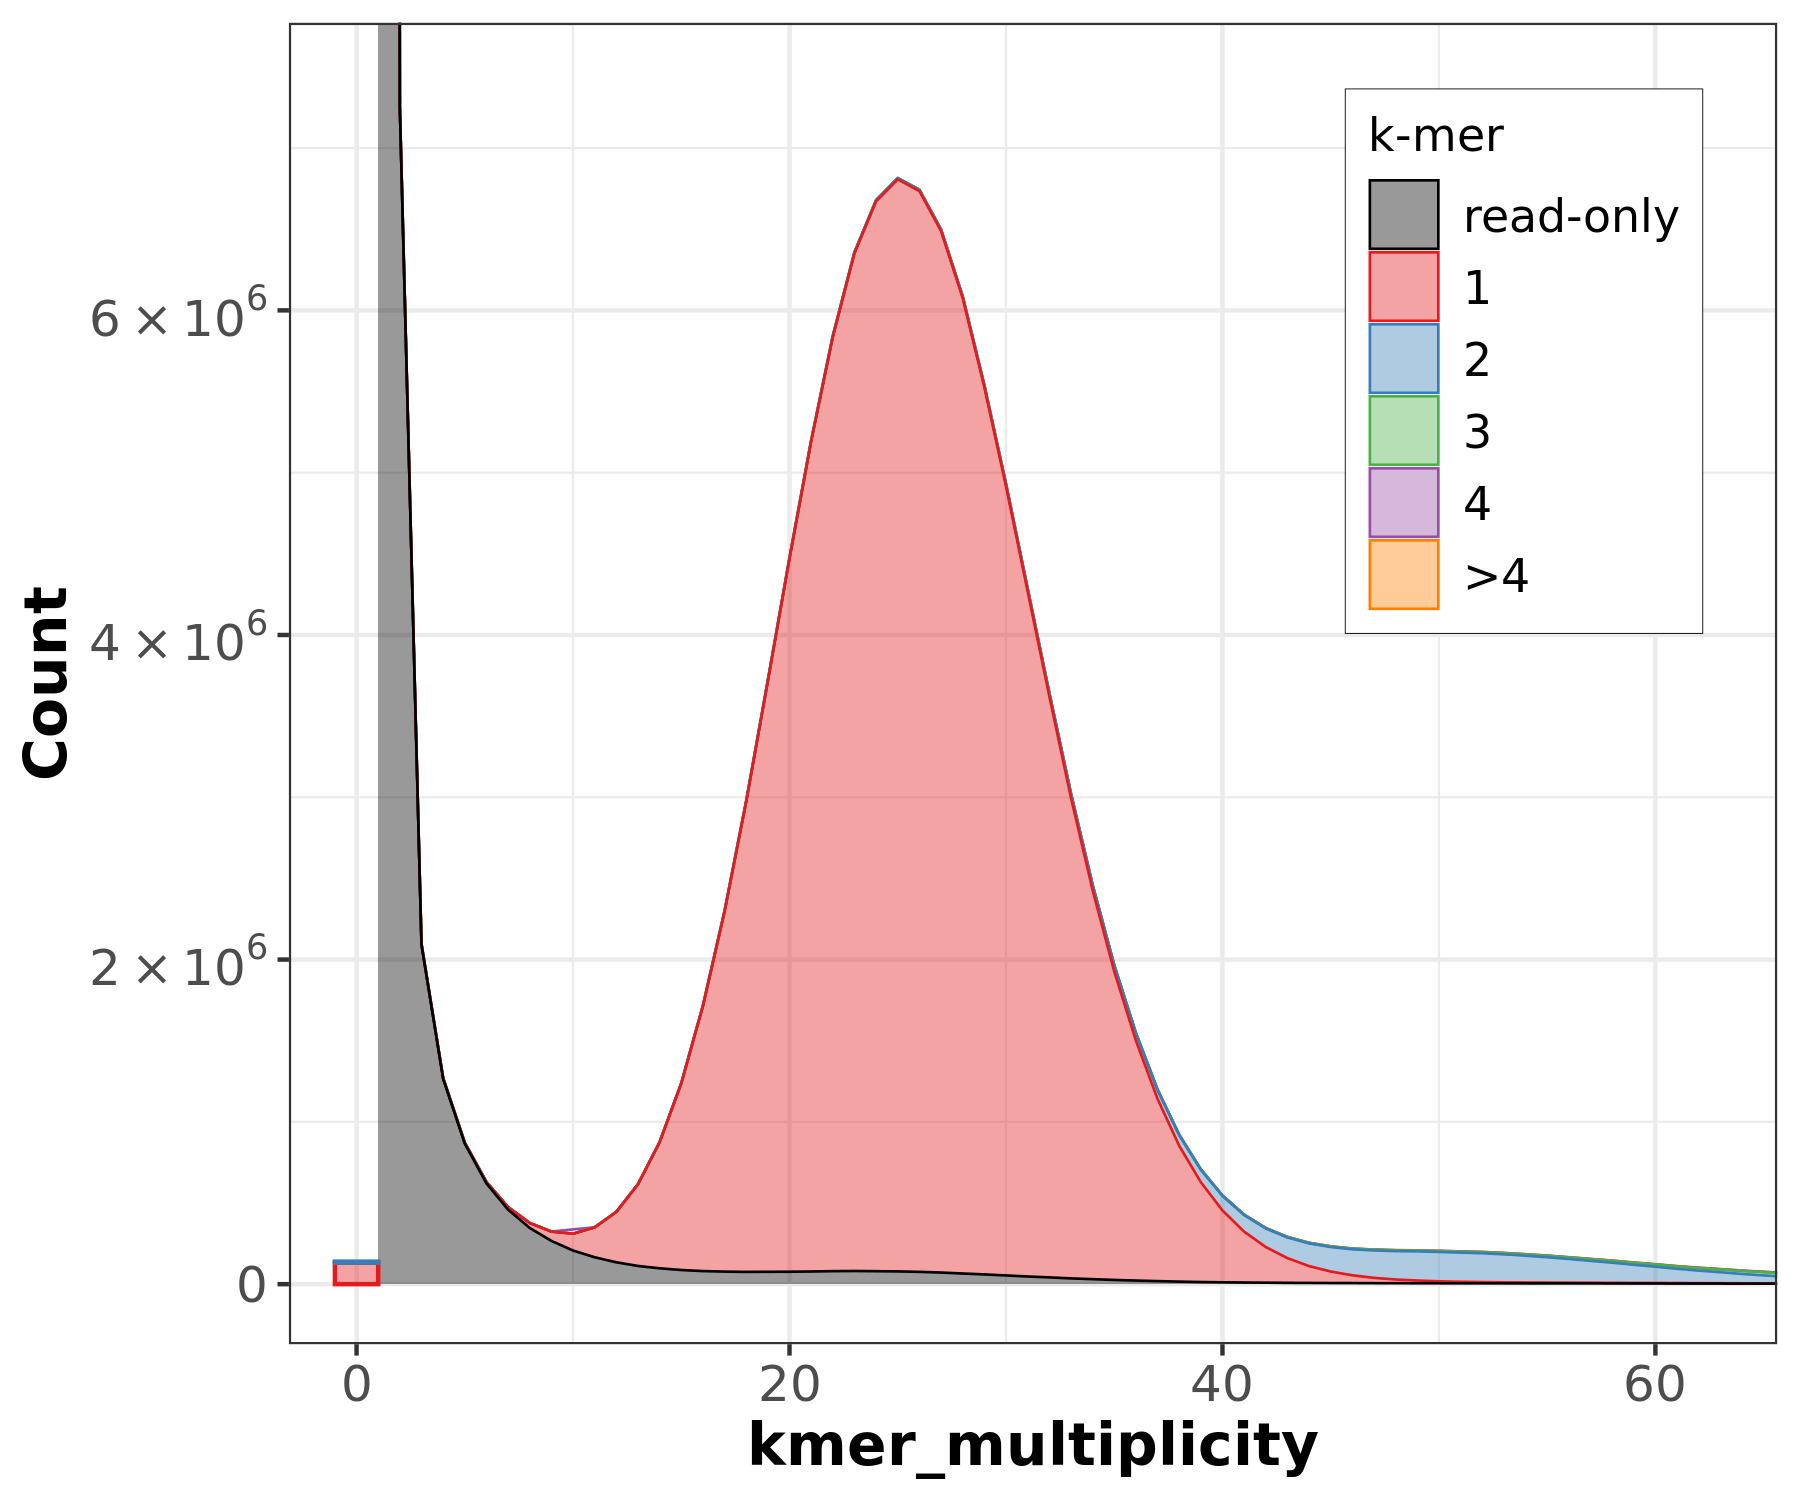 k-mer
read-only
1
2
3
4
>4
6 × 10⁶
4 × 10⁶
2 × 10⁶
0
Count
0 20 40 60
kmer_multiplicity